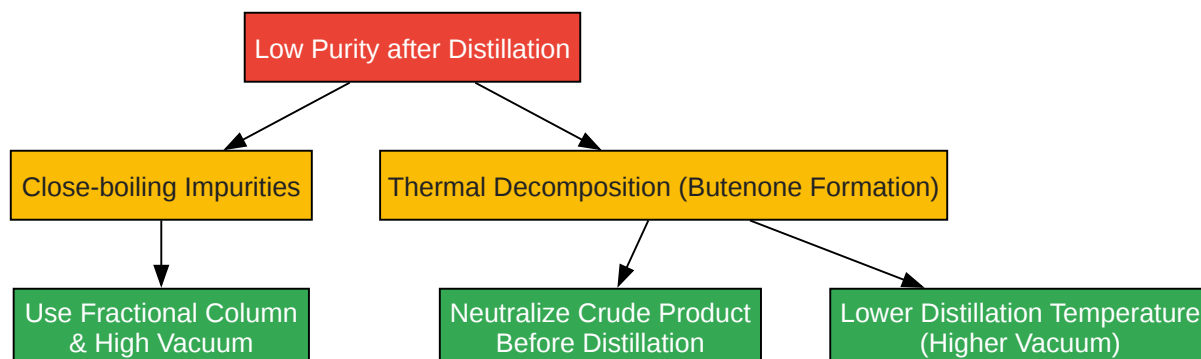 Low Purity after Distillation
Close-boiling Impurities
Thermal Decomposition (Butenone Formation)
Use Fractional Column
& High Vacuum
Neutralize Crude Product
Before Distillation
Lower Distillation Temperature
(Higher Vacuum)